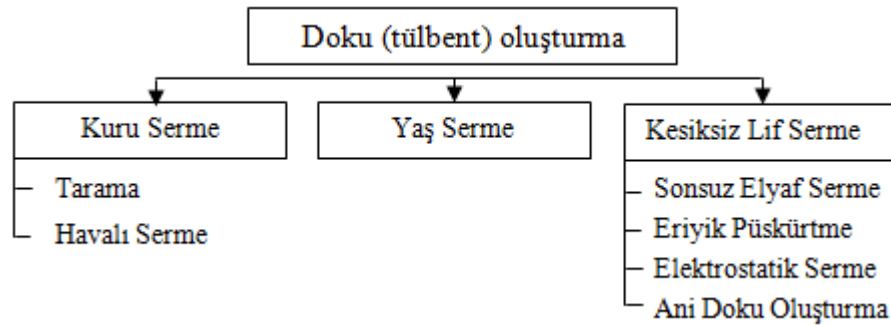 Doku (tülbent) oluşturma
Kuru Serme
Tarama
Havalı Serme
Yaş Serme
Kesiksiz Lif Serme
Sonsuz Elyaf Serme
Eriyik Püskürtme
Elektrostatik Serme
Ani Doku Oluşturma